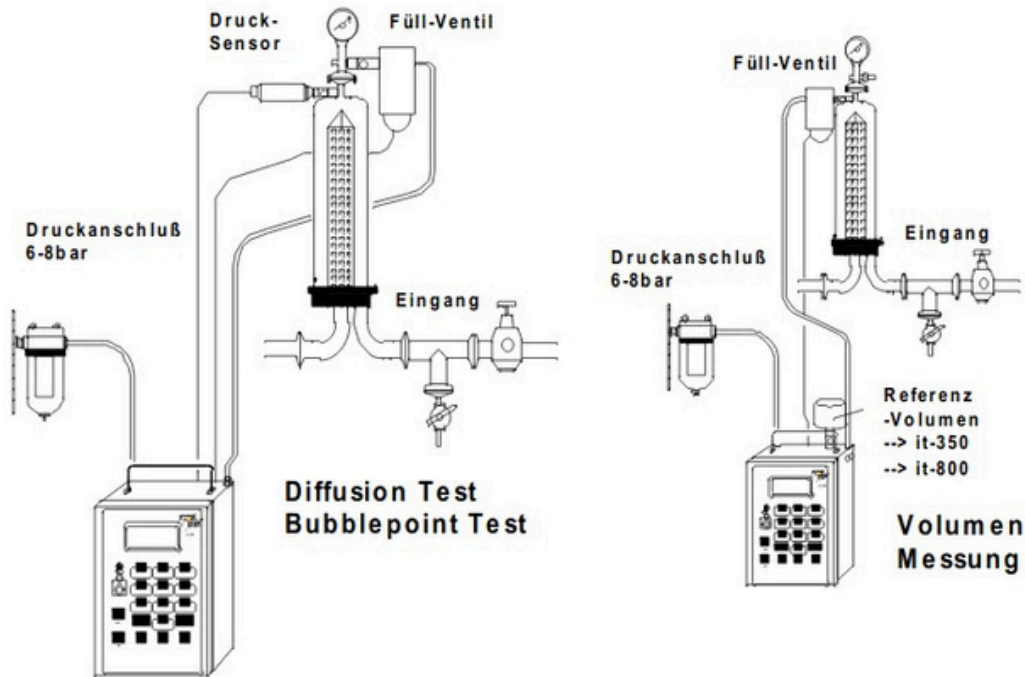 Druck-
Sensor
Füll-Ventil
Druckanschluß
6-8bar
Eingang
Diffusion Test
Bubblepoint Test
Füll-Ventil
Eingang
Druckanschluß
6-8bar
Referenz
-Volumen
--> it-350
--> it-800
Volumen
Messung